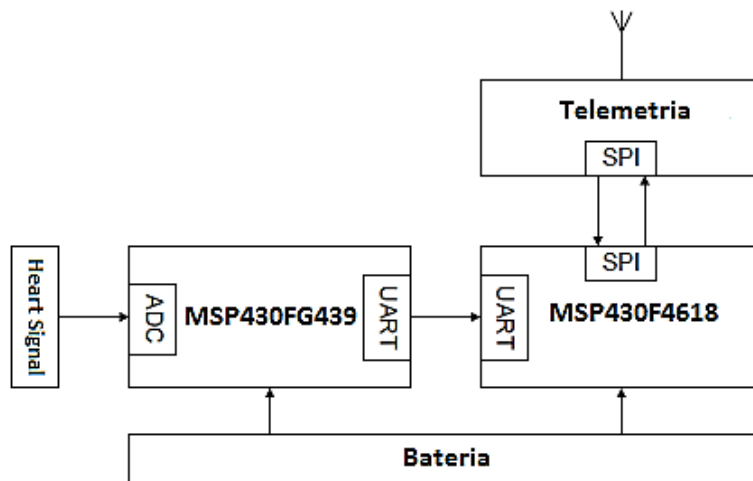 Telemetria
SPI
SPI
Heart Signal
ADC
MSP430FG439
UART
UART
MSP430F4618
Bateria